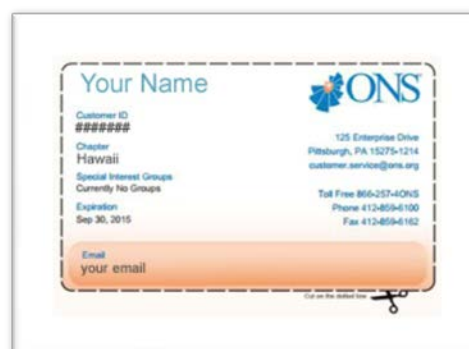 Your Name
ONS
Customer ID
#######
Chapter
Hawaii
Special Interest Groups
Currently No Groups
Expiration
Sep 30, 2015
125 Enterprise Drive
Pittsburgh, PA 15275-1214
customer.service@ons.org
Toll Free 866-257-4ONS
Phone 412-859-6100
Fax 412-859-6162
Email
your email
Cut on the dotted line